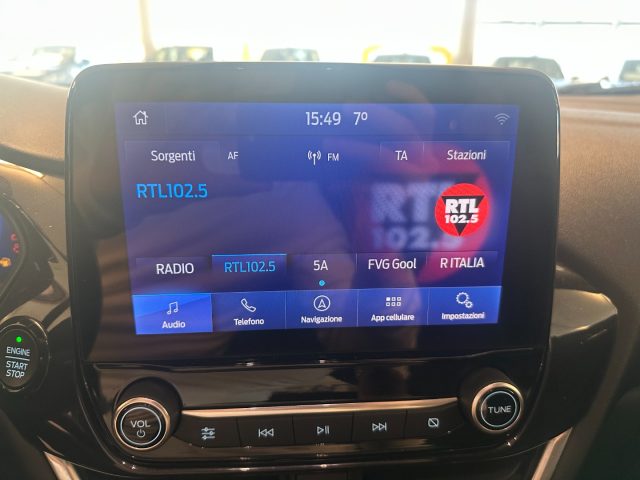 15:49 7°
Sorgenti AF FM TA Stazioni
RTL102.5
RTL
102.5
RADIO RTL102.5 5A FVG Gool R ITALIA
Audio Telefono Navigazione App cellulare Impostazioni
ENGINE
START
STOP
VOL
TUNE